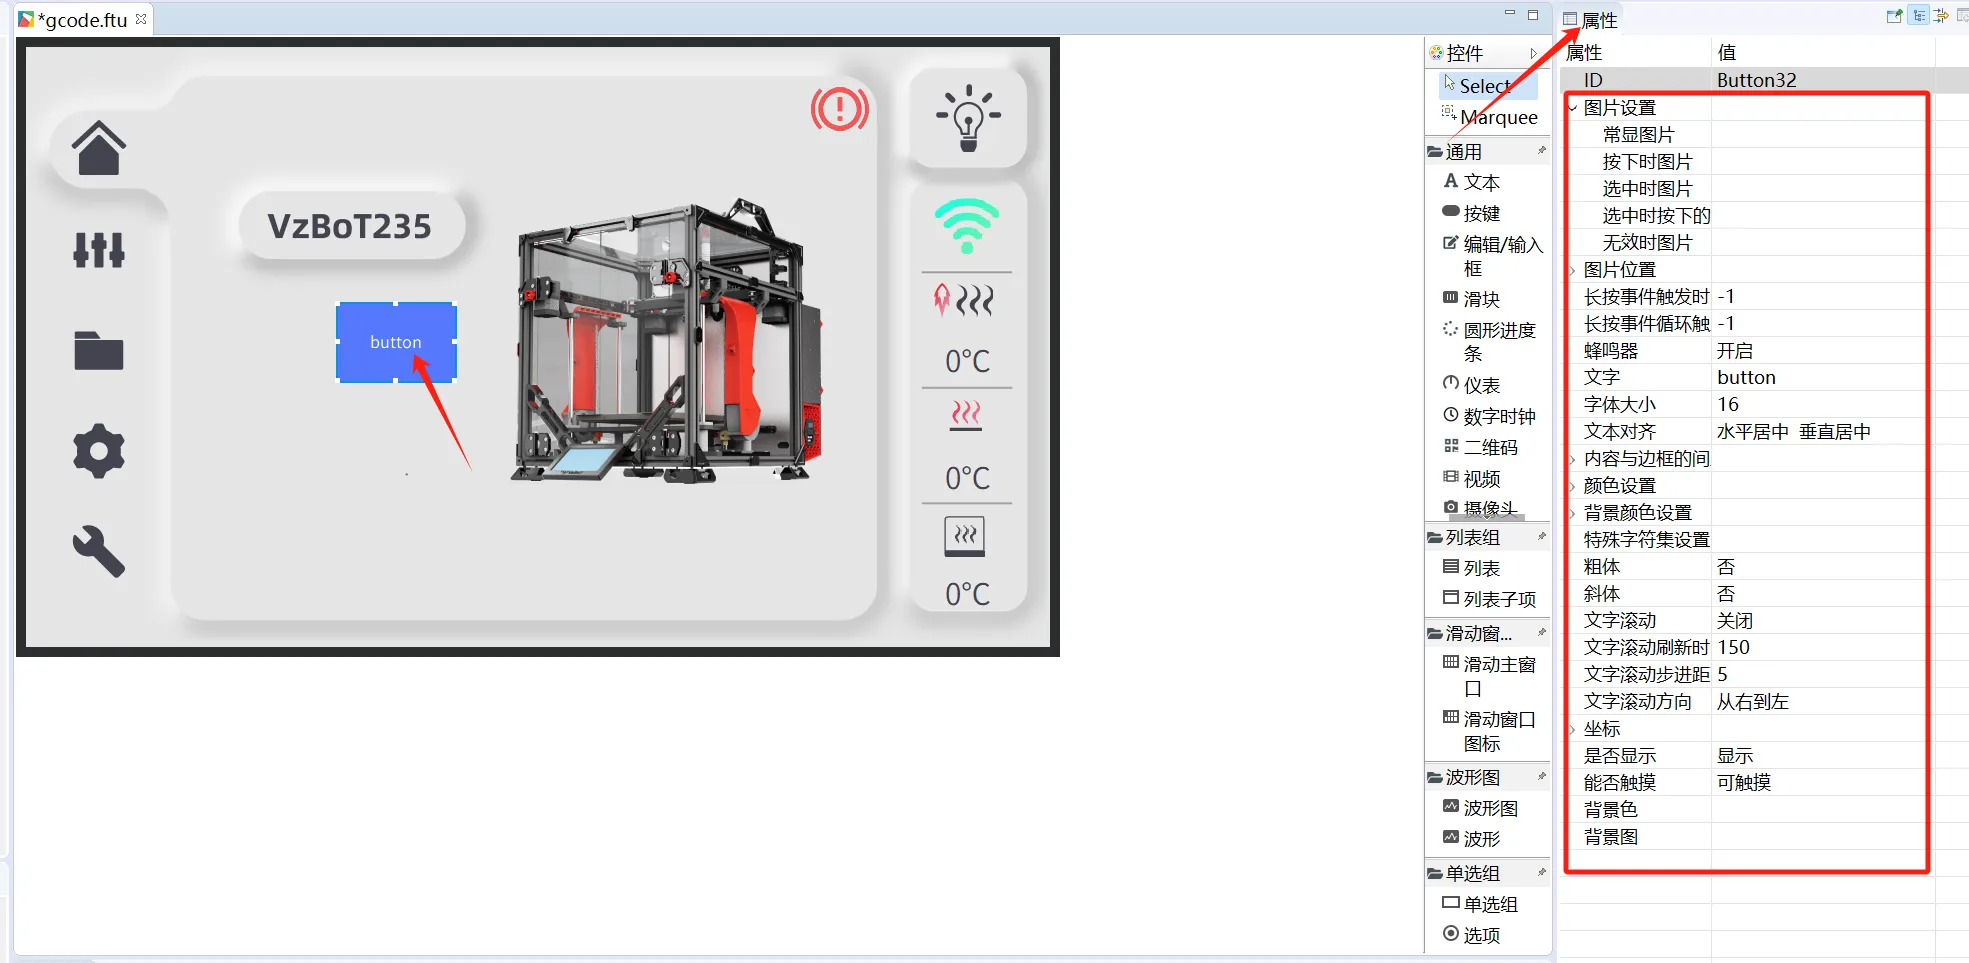 *gcode.ftu
VzBoT235
button
0°C
0°C
0°C
控件
Select
Marquee
通用
文本
按键
编辑/输入
框
滑块
圆形进度
条
仪表
数字时钟
二维码
视频
摄像头
列表组
列表
列表子项
滑动窗...
滑动主窗
口
滑动窗口
图标
波形图
波形图
波形
单选组
单选组
选项
属性
属性 值
ID Button32
图片设置
常显图片
按下时图片
选中时图片
选中时按下的
无效时图片
图片位置
长按事件触发时 -1
长按事件循环触 -1
蜂鸣器 开启
文字 button
字体大小 16
文本对齐 水平居中 垂直居中
内容与边框的间
颜色设置
背景颜色设置
特殊字符集设置
粗体 否
斜体 否
文字滚动 关闭
文字滚动刷新时 150
文字滚动步进距 5
文字滚动方向 从右到左
坐标
是否显示 显示
能否触摸 可触摸
背景色
背景图